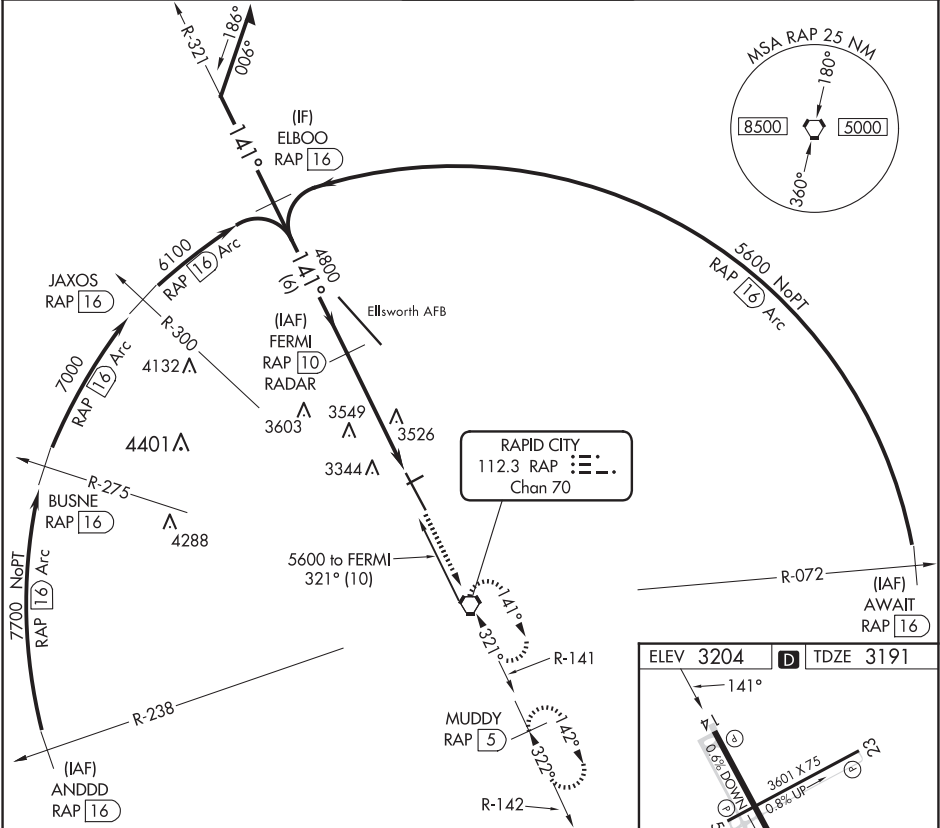 R-321
186°
006°
141°
(IF)
ELBOO
RAP 16
MSA RAP 25 NM
180°
8500
5000
360°
6100
RAP 16 Arc
141°
4800
(6)
5600 NoPT
RAP 16 Arc
JAXOS
RAP 16
R-300
Ellsworth AFB
(IAF)
FERMI
RAP 10
RADAR
7000
RAP 16 Arc
4132
3603
3549
3526
4401
3344
RAPID CITY
112.3 RAP
Chan 70
R-275
BUSNE
RAP 16
4288
5600 to FERMI
321° (10)
7700 NoPT
RAP 16 Arc
R-072
(IAF)
AWAIT
RAP 16
141°
321°
R-141
R-238
MUDDY
RAP 5
142°
322°
R-142
(IAF)
ANDDD
RAP 16
ELEV 3204
D
TDZE 3191
141°
14
P
0.6% DOWN
3601 X 75
0.8% UP
P
23
P
5